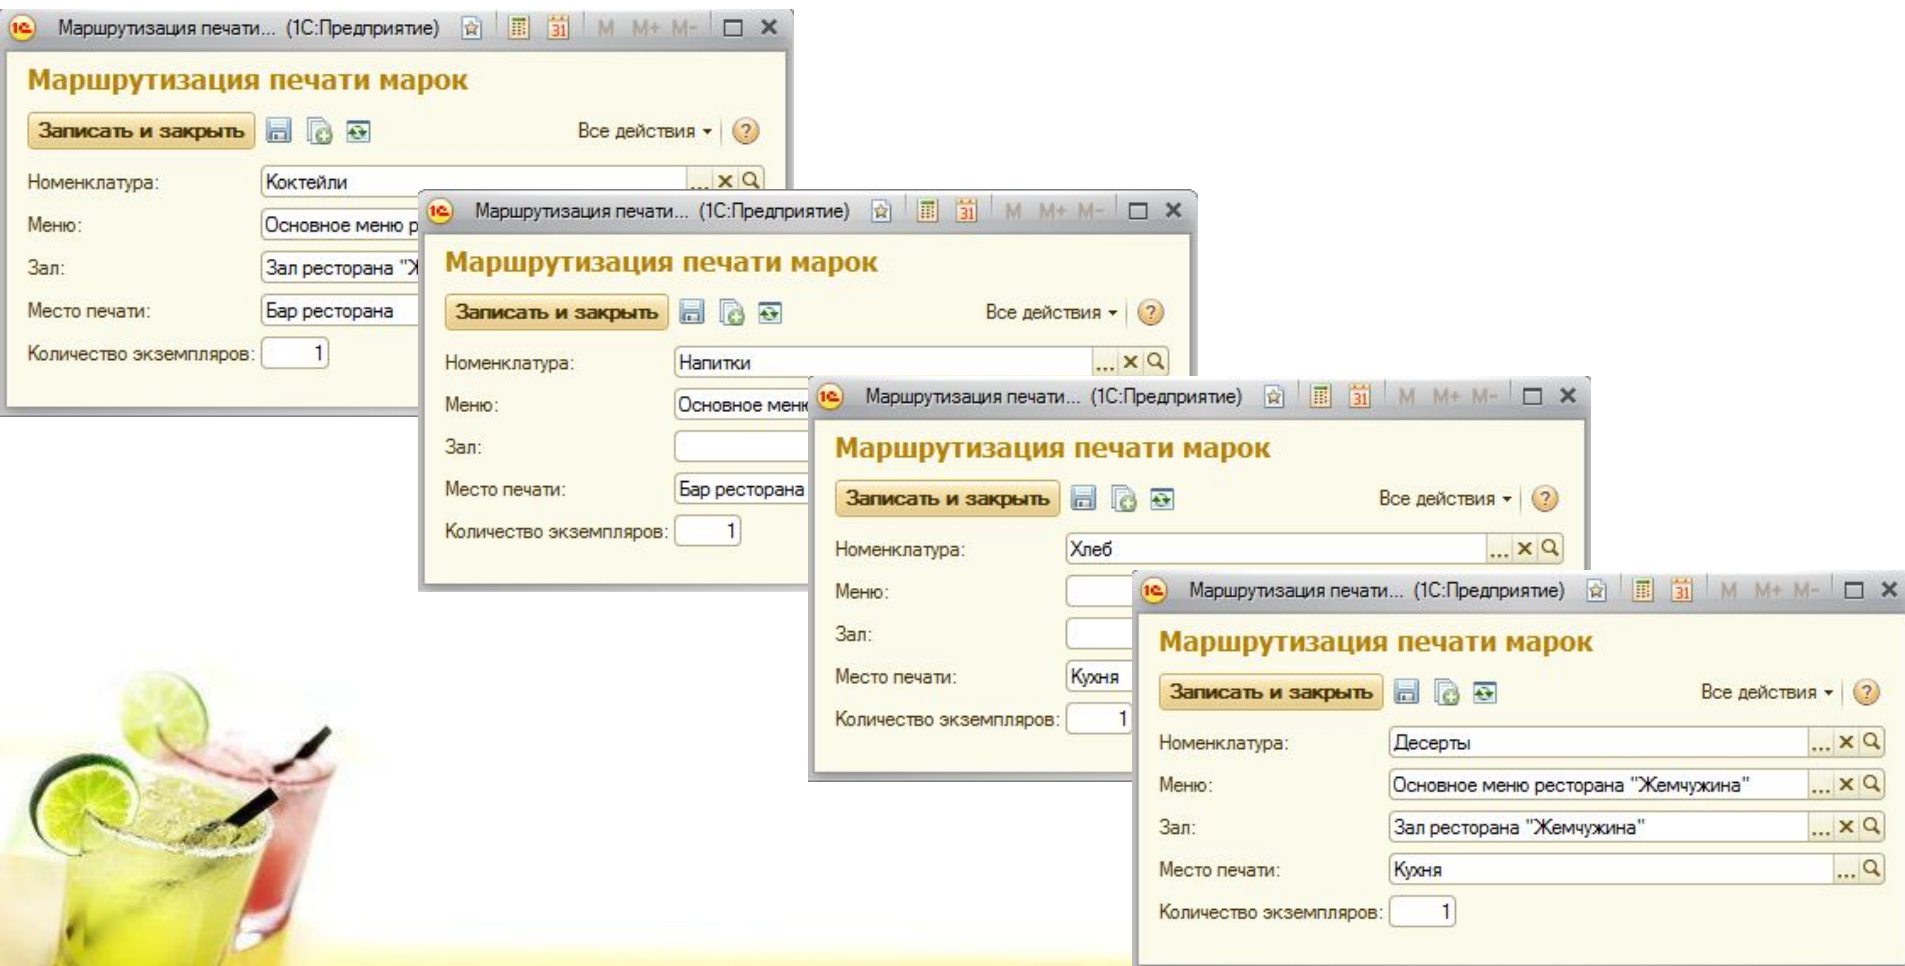 Маршрутизация печати... (1С:Предприятие) 31 M M+ M-
Маршрутизация печати марок
Записать и закрыть Все действия ?
Номенклатура: Коктейли ...
Меню: Основное меню р
Зал: Зал ресторана "Ж
Место печати: Бар ресторана
Количество экземпляров: 1
Маршрутизация печати... (1С:Предприятие) 31 M M+ M-
Маршрутизация печати марок
Записать и закрыть Все действия ?
Номенклатура: Напитки ...
Меню: Основное меню
Зал:
Место печати: Бар ресторана
Количество экземпляров: 1
Маршрутизация печати... (1С:Предприятие) 31 M M+ M-
Маршрутизация печати марок
Записать и закрыть Все действия ?
Номенклатура: Хлеб ...
Меню:
Зал:
Место печати: Кухня
Количество экземпляров: 1
Маршрутизация печати... (1С:Предприятие) 31 M M+ M-
Маршрутизация печати марок
Записать и закрыть Все действия ?
Номенклатура: Десерты ...
Меню: Основное меню ресторана "Жемчужина" ...
Зал: Зал ресторана "Жемчужина" ...
Место печати: Кухня ...
Количество экземпляров: 1